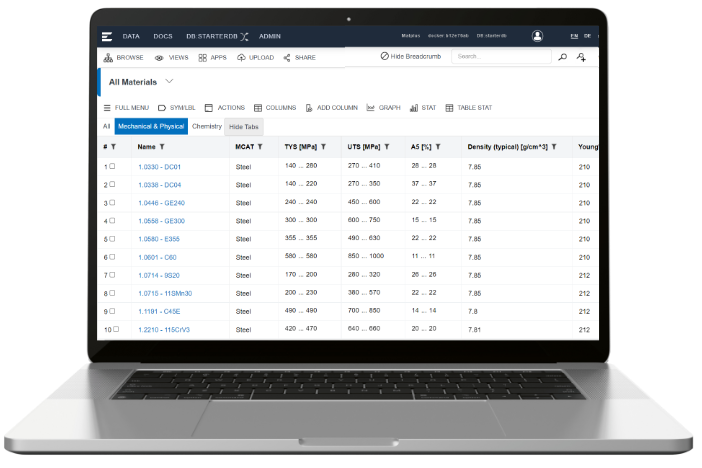 DATA DOCS DB:STARTERDB ADMIN DB:starterdb EN DE
BROWSE VIEWS APPS UPLOAD SHARE Hide Breadcrumb Search...
All Materials
FULL MENU SYM/LBL ACTIONS COLUMNS ADD COLUMN GRAPH STAT TABLE STAT
All Mechanical & Physical Chemistry Hide Tabs
# Name MCAT TYS [MPa] UTS [MPa] A5 [%] Density (typical) [g/cm^3] Young'
1 1.0330 - DC01 Steel 140 ... 280 270 ... 410 28 ... 28 7.85 210
2 1.0338 - DC04 Steel 140 ... 220 270 ... 350 37 ... 37 7.85 210
3 1.0446 - GE240 Steel 240 ... 240 450 ... 600 22 ... 22 7.85 210
4 1.0558 - GE300 Steel 300 ... 300 600 ... 750 15 ... 15 7.85 210
5 1.0580 - E355 Steel 355 ... 355 490 ... 630 22 ... 22 7.85 210
6 1.0601 - C60 Steel 580 ... 580 850 ... 1000 11 ... 11 7.85 210
7 1.0714 - 9S20 Steel 170 ... 200 280 ... 320 26 ... 26 7.85 212
8 1.0715 - 11SMn30 Steel 200 ... 230 380 ... 570 22 ... 22 7.85 212
9 1.1191 - C45E Steel 490 ... 490 700 ... 850 14 ... 14 7.8 212
10 1.2210 - 115CrV3 Steel 420 ... 470 640 ... 660 20 ... 20 7.81 212